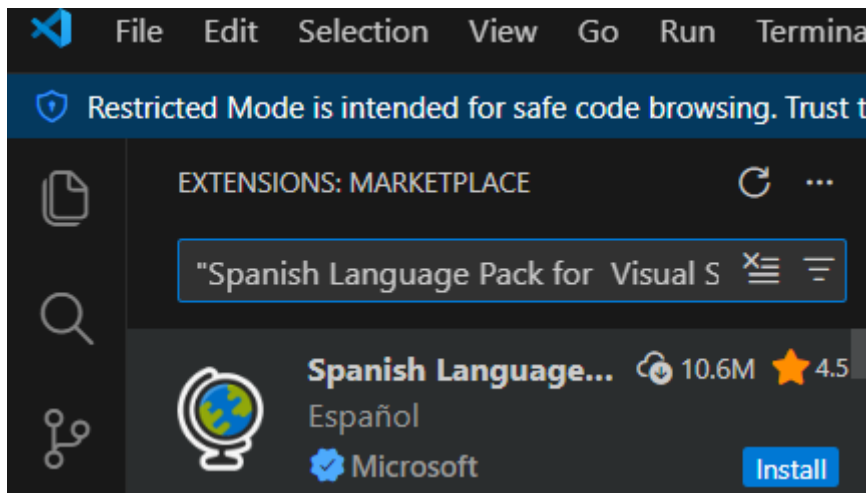 File Edit Selection View Go Run Termina
Restricted Mode is intended for safe code browsing. Trust t
EXTENSIONS: MARKETPLACE
"Spanish Language Pack for  Visual S
Spanish Language... 10.6M 4.5
Español
Microsoft Install